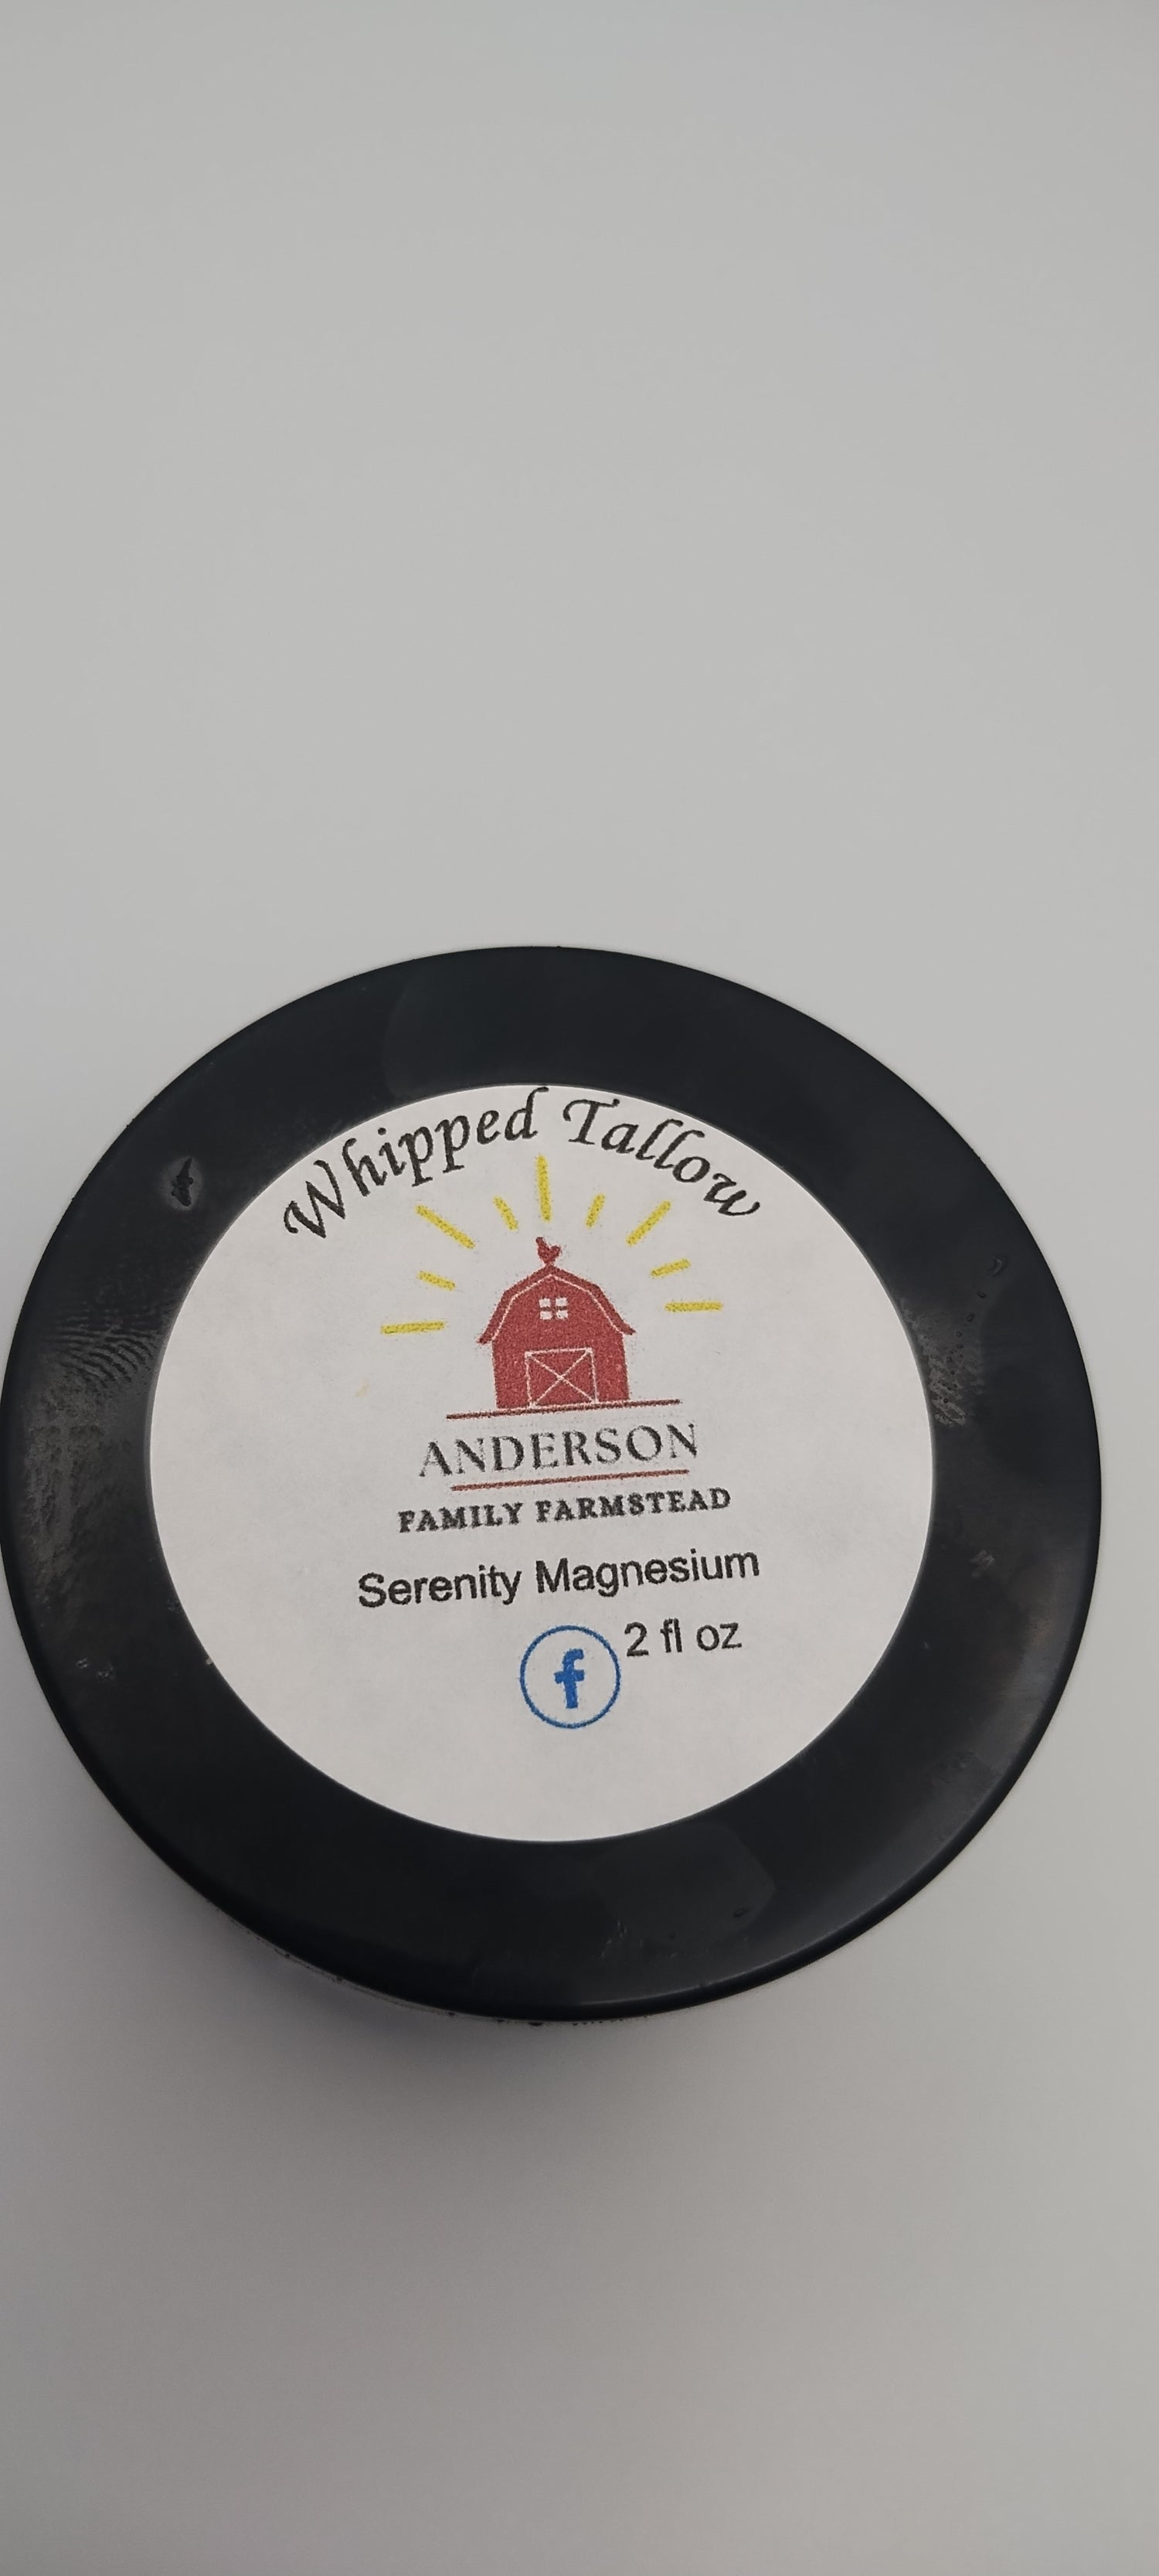 Whipped Tallow
ANDERSON
FAMILY FARMSTEAD
Serenity Magnesium
f 2 fl oz